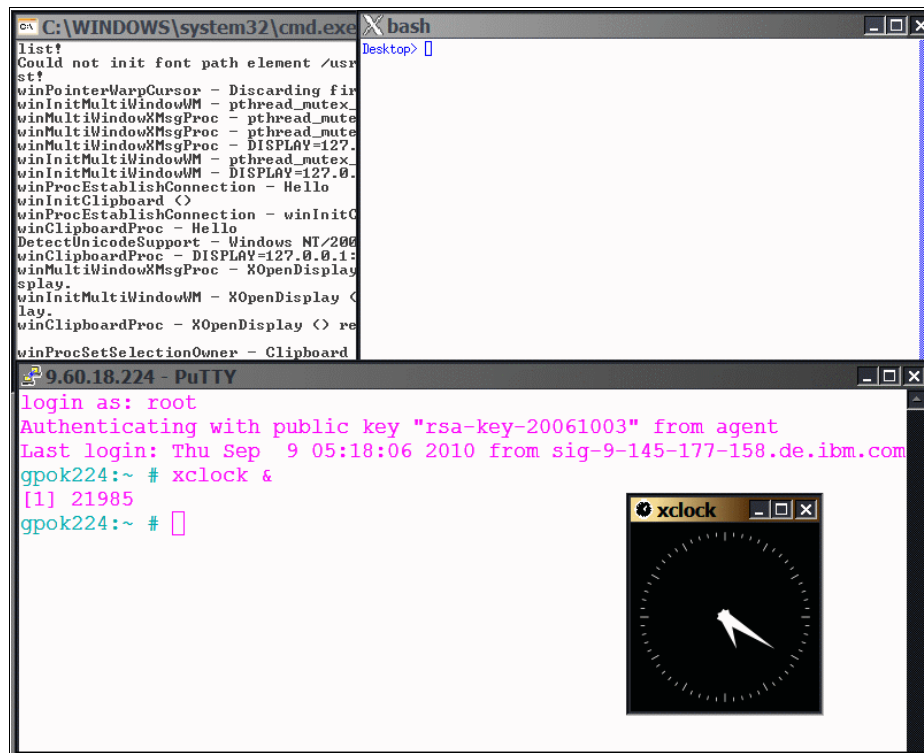 C:\WINDOWS\system32\cmd.exe
list!
Could not init font path element /usr
st!
winPointerWarpCursor - Discarding fir
winInitMultiWindowWM - pthread_mutex_
winMultiWindowXMsgProc - pthread_mute
winMultiWindowXMsgProc - pthread_mute
winMultiWindowXMsgProc - DISPLAY=127.
winInitMultiWindowWM - pthread_mutex_
winInitMultiWindowWM - DISPLAY=127.0.
winProcEstablishConnection - Hello
winInitClipboard ()
winProcEstablishConnection - winInitC
winClipboardProc - Hello
DetectUnicodeSupport - Windows NT/200
winClipboardProc - DISPLAY=127.0.0.1:
winMultiWindowXMsgProc - XOpenDisplay
splay.
winInitMultiWindowWM - XOpenDisplay (
lay.
winClipboardProc - XOpenDisplay () re
winProcSetSelectionOwner - Clipboard
bash
Desktop>
9.60.18.224 - PuTTY
login as: root
Authenticating with public key "rsa-key-20061003" from agent
Last login: Thu Sep  9 05:18:06 2010 from sig-9-145-177-158.de.ibm.com
gpok224:~ # xclock &
[1] 21985
gpok224:~ #
xclock